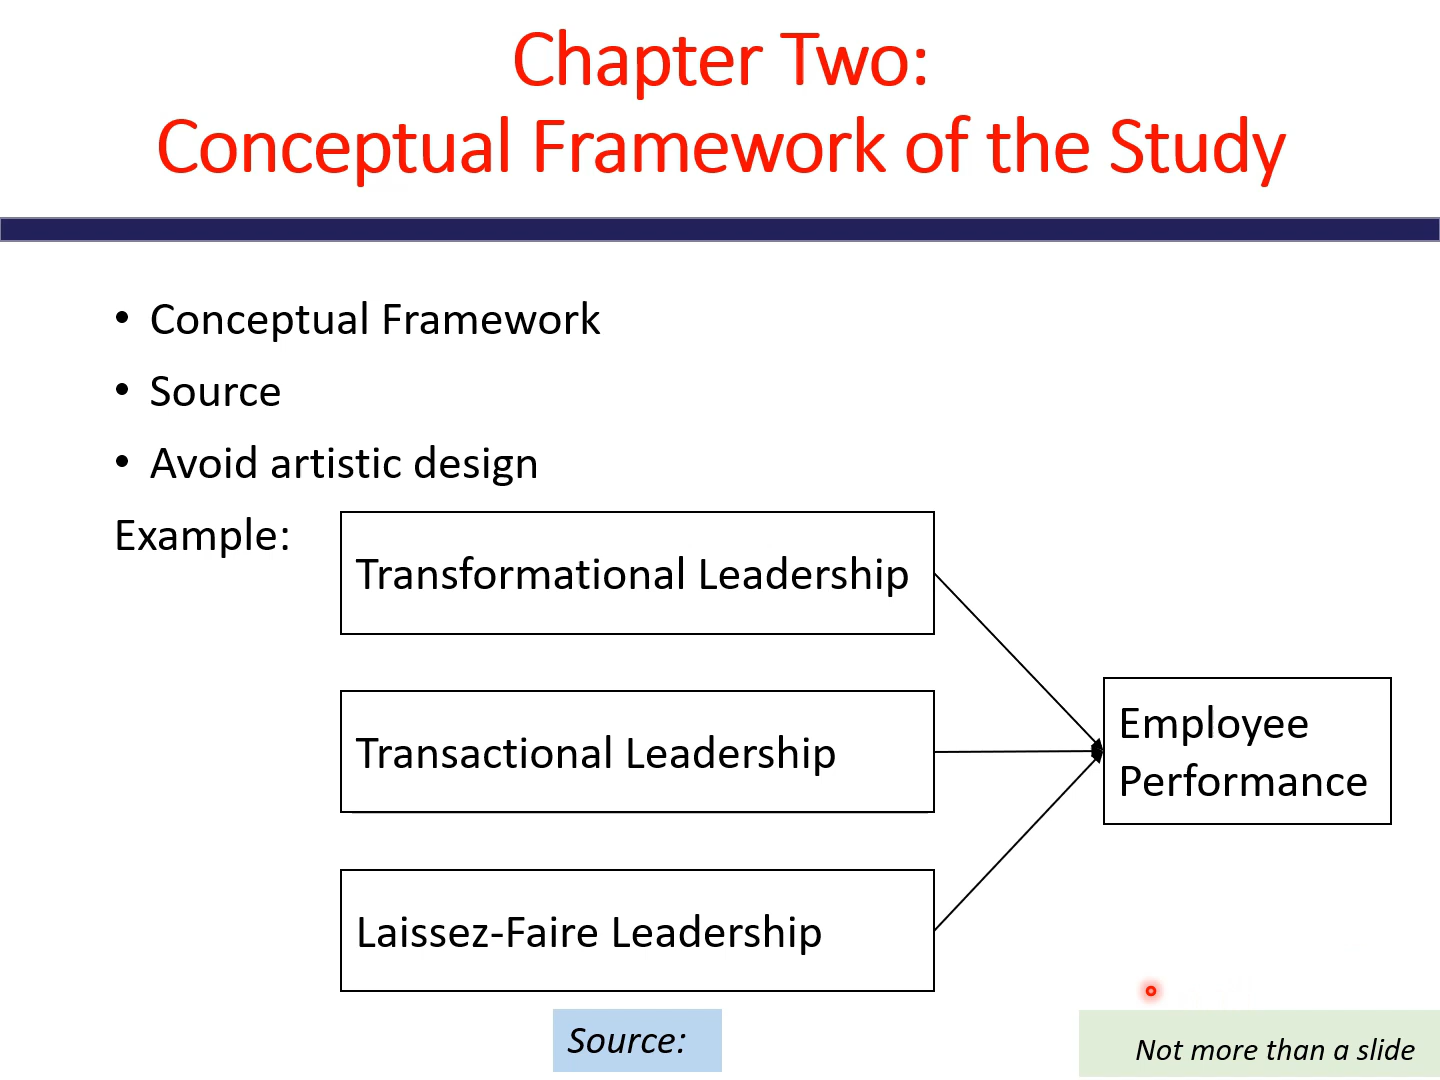 Chapter Two:
Conceptual Framework of the Study
• Conceptual Framework
• Source
• Avoid artistic design
Example:
Transformational Leadership
Transactional Leadership
Laissez-Faire Leadership
Employee
Performance
Source:
Not more than a slide